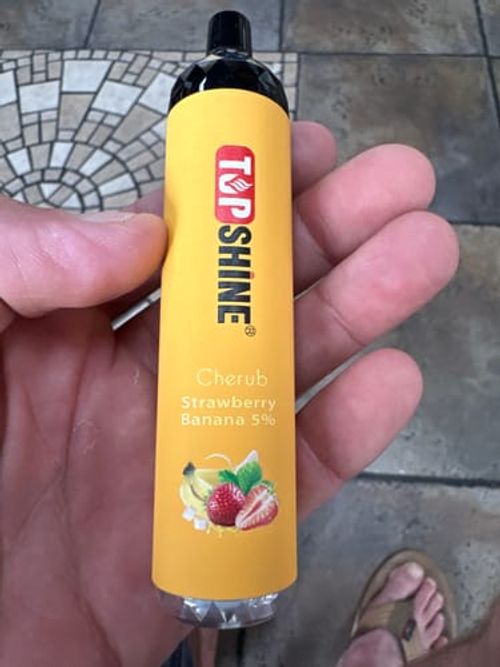 TOPSHINE®
Cherub
Strawberry
Banana 5%